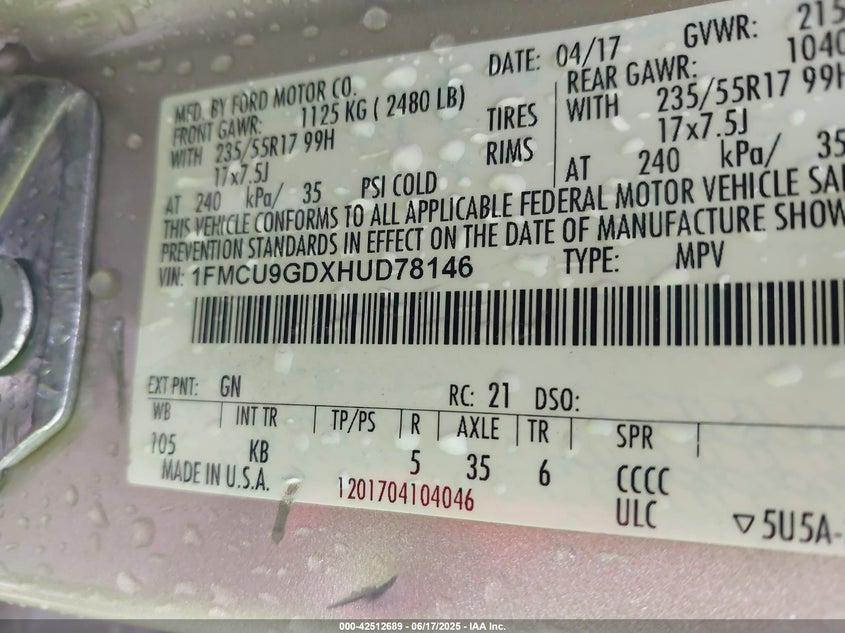 MFD. BY FORD MOTOR CO. DATE: 04/17 GVWR: 215
FRONT GAWR: 1125 KG ( 2480 LB) REAR GAWR: 1040
WITH 235/55R17 99H TIRES WITH 235/55R17 99H
17x7.5J RIMS 17x7.5J
AT 240 kPa/ 35 PSI COLD AT 240 kPa/ 35
THIS VEHICLE CONFORMS TO ALL APPLICABLE FEDERAL MOTOR VEHICLE SA
PREVENTION STANDARDS IN EFFECT ON THE DATE OF MANUFACTURE SHOW
VIN: 1FMCU9GDXHUD78146 TYPE: MPV
EXT PNT: GN RC: 21 DSO:
WB INT TR TP/PS R AXLE TR SPR
105 KB 5 35 6 CCCC
MADE IN U.S.A. 1201704104046 ULC ▽5U5A-
000-42512689 - 06/17/2025 - IAA Inc.